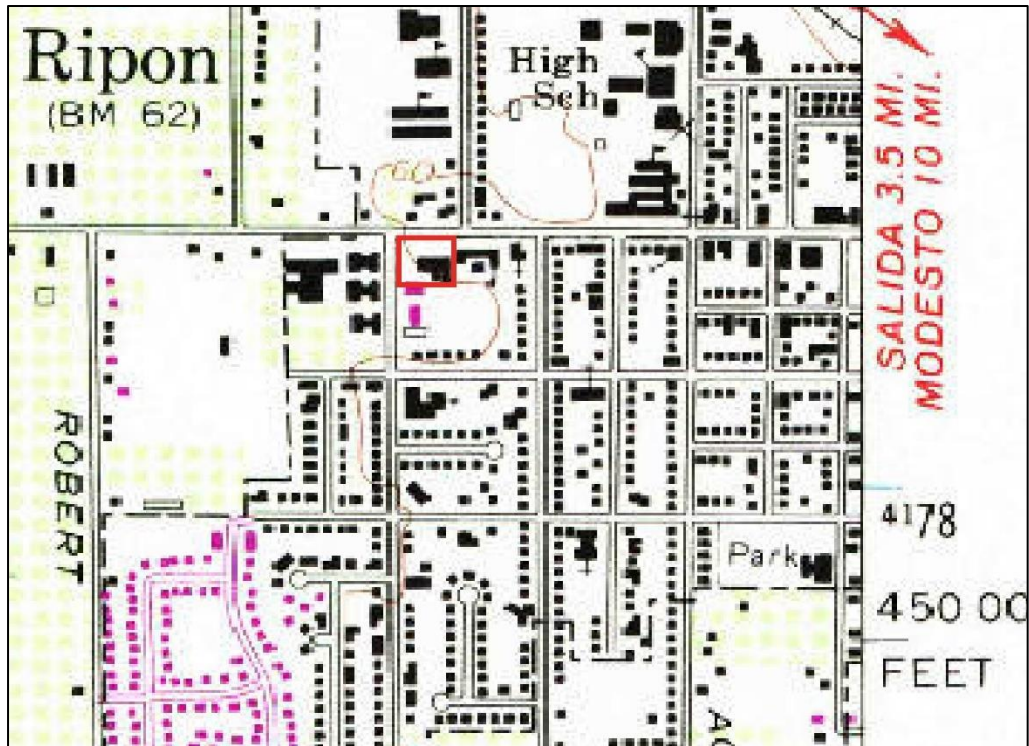 Ripon
(BM 62)
High
Sch
SALIDA 3.5 MI.
MODESTO 10 MI.
ROBERT
4178
Park
450 00
FEET